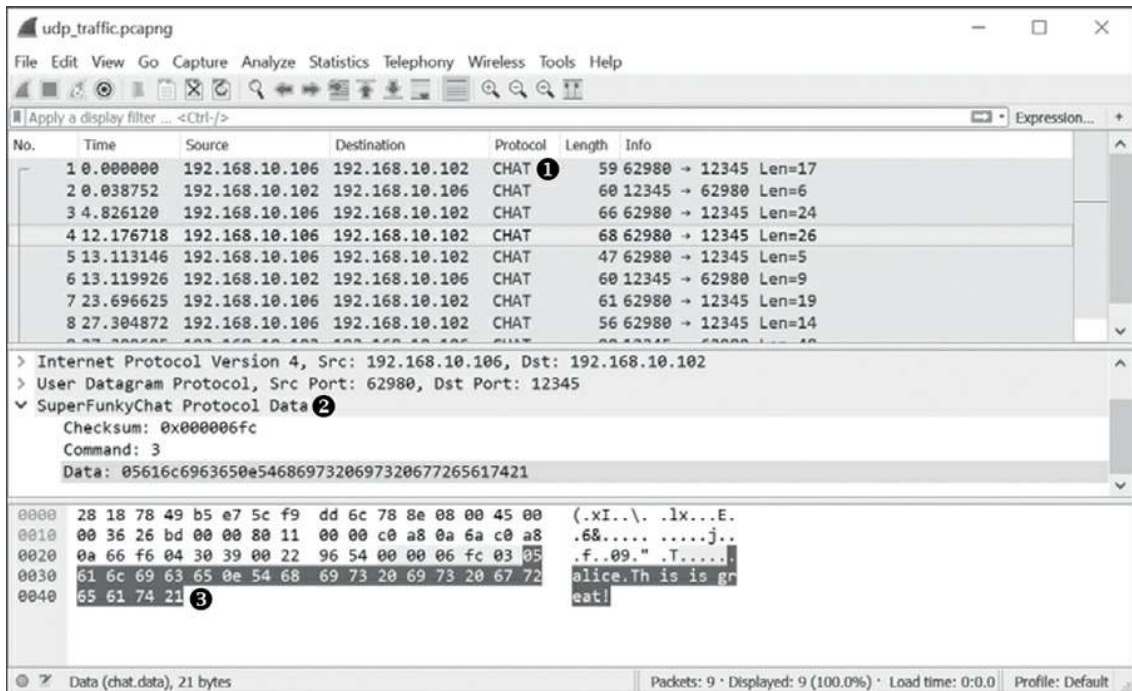 udp_traffic.pcapng
File Edit View Go Capture Analyze Statistics Telephony Wireless Tools Help
Apply a display filter ... <Ctrl-/> Expression... +
No. Time Source Destination Protocol Length Info
1 0.000000 192.168.10.106 192.168.10.102 CHAT ❶ 59 62980 → 12345 Len=17
2 0.038752 192.168.10.102 192.168.10.106 CHAT 60 12345 → 62980 Len=6
3 4.826120 192.168.10.106 192.168.10.102 CHAT 66 62980 → 12345 Len=24
4 12.176718 192.168.10.106 192.168.10.102 CHAT 68 62980 → 12345 Len=26
5 13.113146 192.168.10.106 192.168.10.102 CHAT 47 62980 → 12345 Len=5
6 13.119926 192.168.10.102 192.168.10.106 CHAT 60 12345 → 62980 Len=9
7 23.696625 192.168.10.106 192.168.10.102 CHAT 61 62980 → 12345 Len=19
8 27.304872 192.168.10.106 192.168.10.102 CHAT 56 62980 → 12345 Len=14
> Internet Protocol Version 4, Src: 192.168.10.106, Dst: 192.168.10.102
> User Datagram Protocol, Src Port: 62980, Dst Port: 12345
SuperFunkyChat Protocol Data ❷
Checksum: 0x000006fc
Command: 3
Data: 05616c6963650e5468697320697320677265617421
0000 28 18 78 49 b5 e7 5c f9 dd 6c 78 8e 08 00 45 00 (.xI..\. .lx...E.
0010 00 36 26 bd 00 00 80 11 00 00 c0 a8 0a 6a c0 a8 .6&..... .....j..
0020 0a 66 f6 04 30 39 00 22 96 54 00 00 06 fc 03 05 .f..09." .T......
0030 61 6c 69 63 65 0e 54 68 69 73 20 69 73 20 67 72 alice.Th is is gr
0040 65 61 74 21 ❸ eat!
Data (chat.data), 21 bytes Packets: 9 · Displayed: 9 (100.0%) · Load time: 0:0.0 Profile: Default